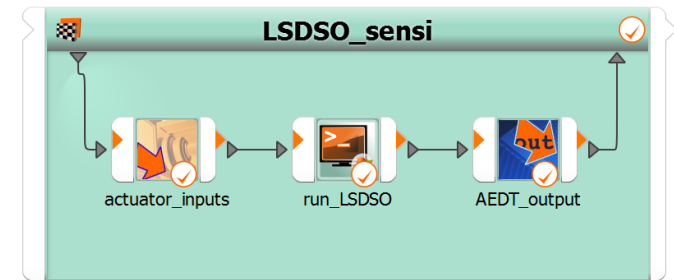 LSDSO_sensi
>_
out
actuator_inputs
run_LSDSO
AEDT_output